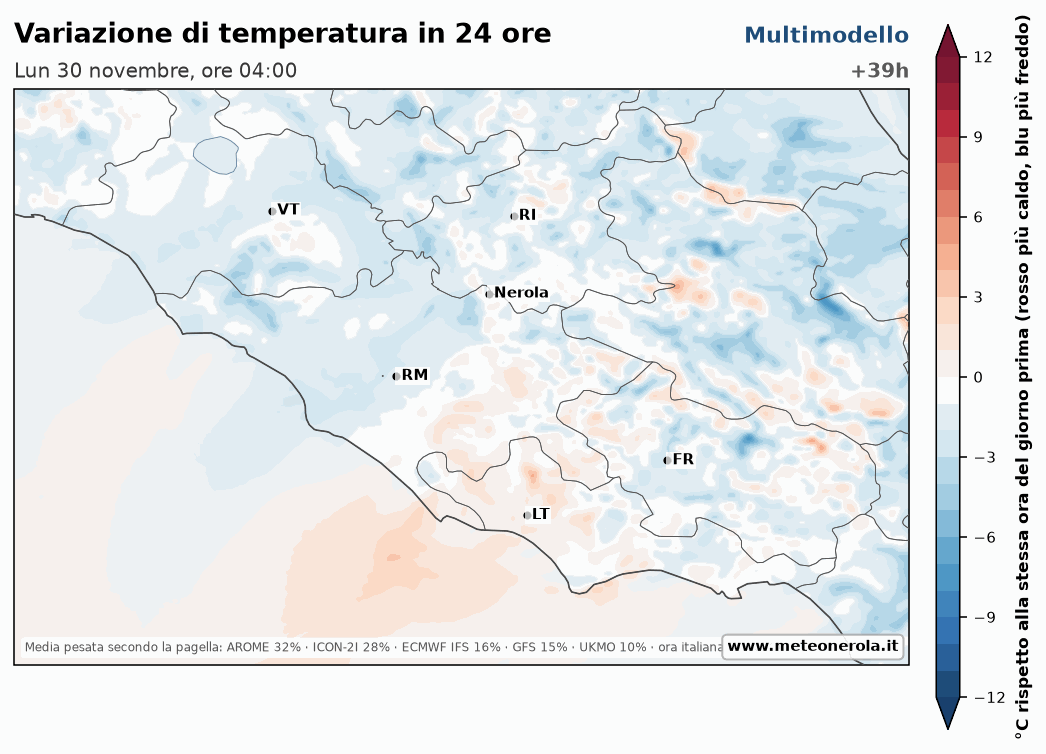 Variazione di temperatura in 24 ore
Multimodello
Lun 30 novembre, ore 04:00
+39h
VT
RI
Nerola
RM
FR
LT
Media pesata secondo la pagella: AROME 32% · ICON-2I 28% · ECMWF IFS 16% · GFS 15% · UKMO 10% · ora italiana
www.meteonerola.it
12
9
6
3
0
−3
−6
−9
−12
°C rispetto alla stessa ora del giorno prima (rosso più caldo, blu più freddo)